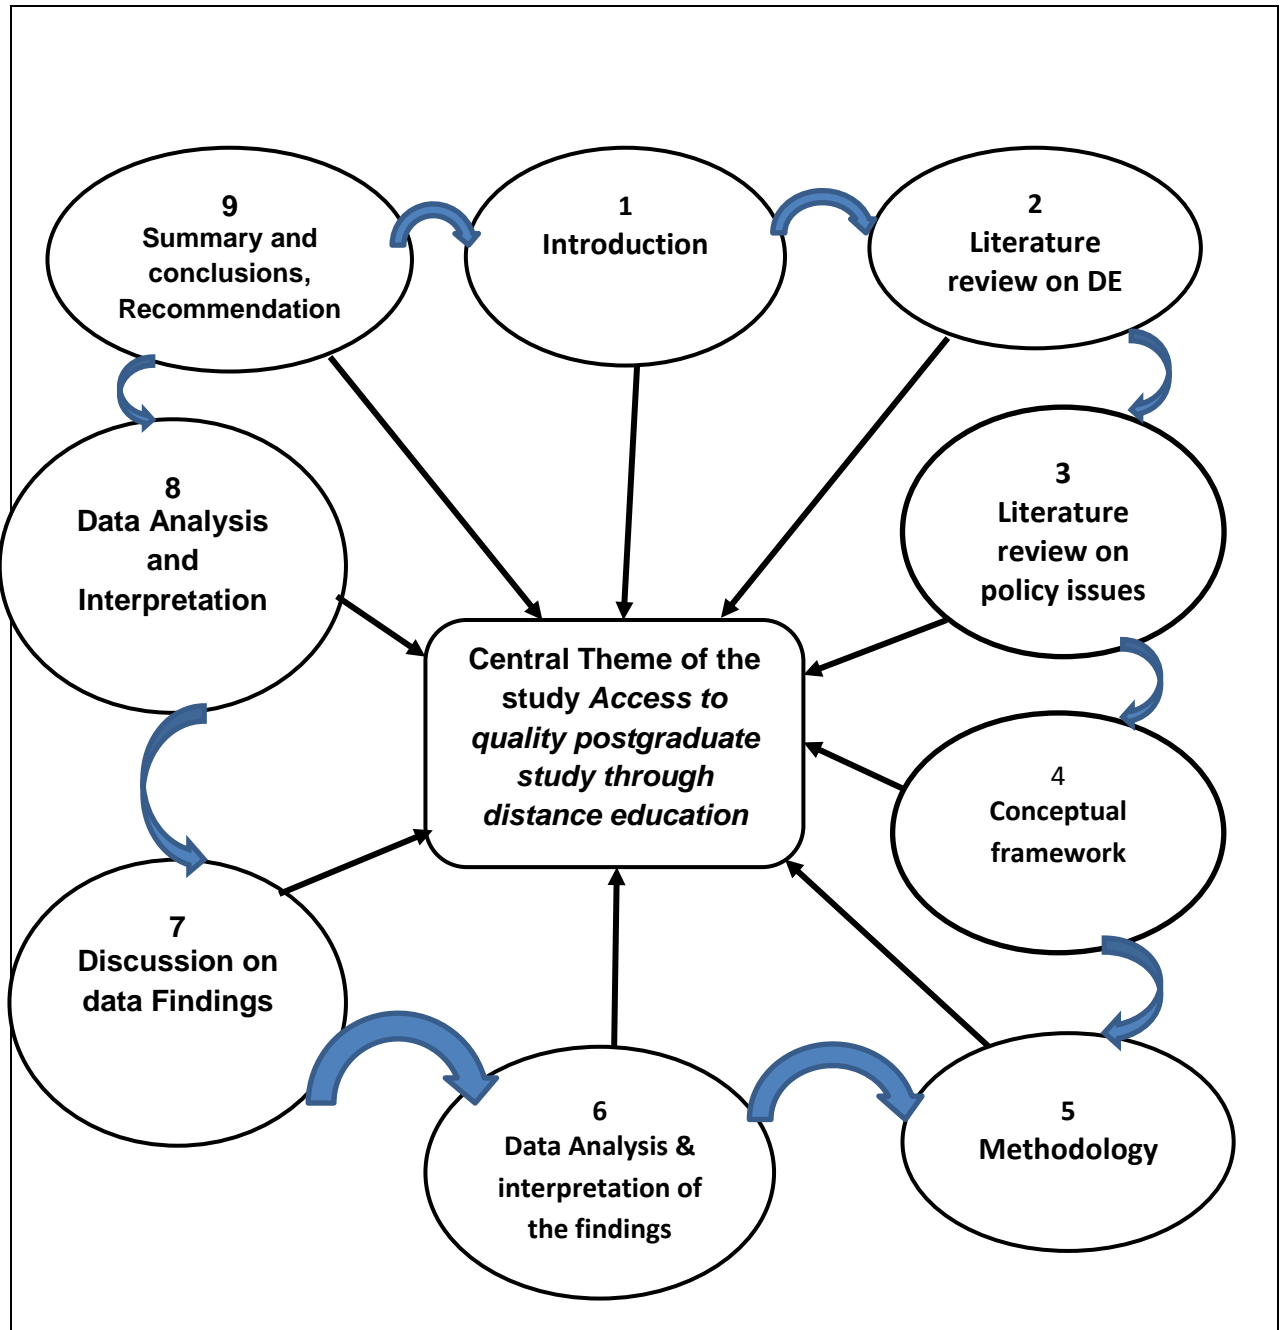 9
Summary and
conclusions,
Recommendation
1
Introduction
2
Literature
review on DE
3
Literature
review on
policy issues
8
Data Analysis
and
Interpretation
Central Theme of the
study Access to
quality postgraduate
study through
distance education
4
Conceptual
framework
7
Discussion on
data Findings
6
Data Analysis &
interpretation of
the findings
5
Methodology